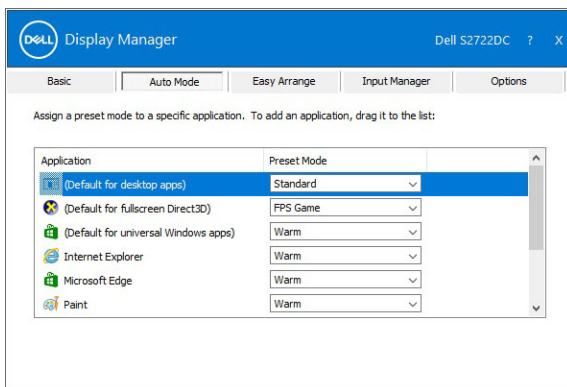 DELL Display Manager Dell S2722DC ? X
Basic Auto Mode Easy Arrange Input Manager Options
Assign a preset mode to a specific application. To add an application, drag it to the list:
Application Preset Mode
(Default for desktop apps) Standard
(Default for fullscreen Direct3D) FPS Game
(Default for universal Windows apps) Warm
Internet Explorer Warm
Microsoft Edge Warm
Paint Warm